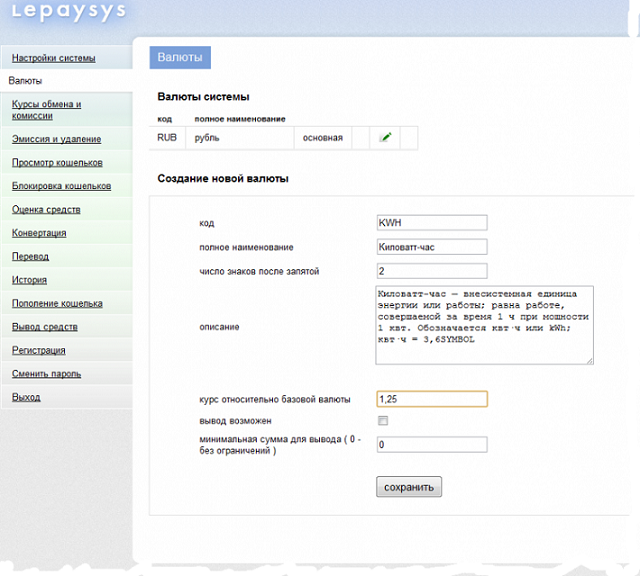 Lepaysys
Настройки системы
Валюты
Курсы обмена и
комиссии
Эмиссия и удаление
Просмотр кошельков
Блокировка кошельков
Оценка средств
Конвертация
Перевод
История
Пополение кошелька
Вывод средств
Регистрация
Сменить пароль
Выход
Валюты
Валюты системы
код полное наименование
RUB рубль основная
Создание новой валюты
код KWH
полное наименование Киловатт-час
число знаков после запятой 2
описание
Киловатт-час — внесистемная единица
энергии или работы; равна работе,
совершаемой за время 1 ч при мощности
1 квт. Обозначается квт·ч или kWh;
квт·ч = 3,6SYMBOL
курс относительно базовой валюты 1,25
вывод возможен
минимальная сумма для вывода ( 0 -
без ограничений ) 0
сохранить